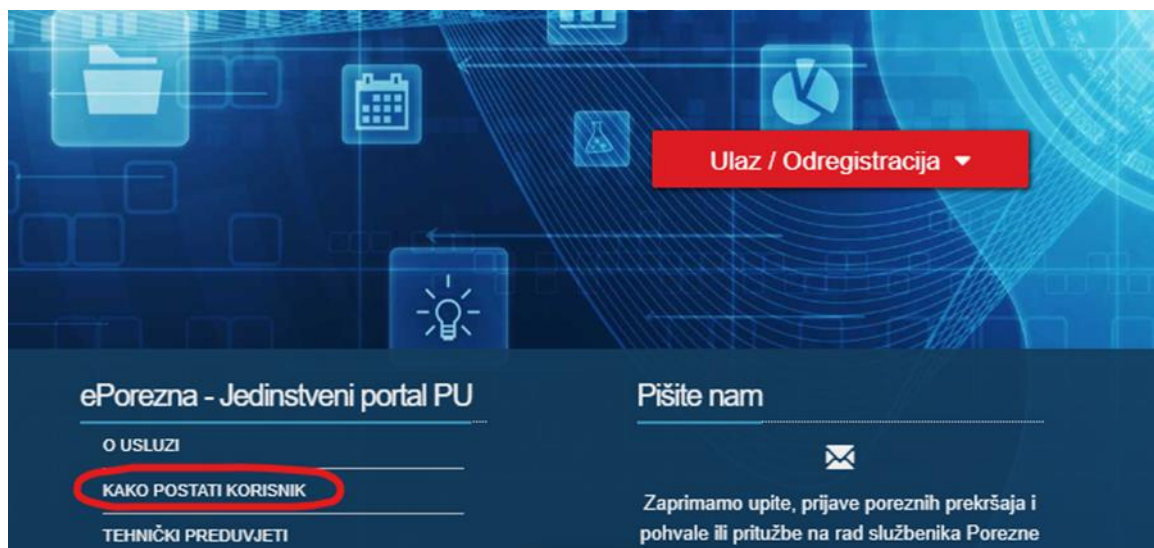 Ulaz / Odregistracija
ePorezna - Jedinstveni portal PU
O USLUZI
KAKO POSTATI KORISNIK
TEHNIČKI PREDUVJETI
Pišite nam
Zaprimamo upite, prijave poreznih prekršaja i
pohvale ili pritužbe na rad službenika Porezne